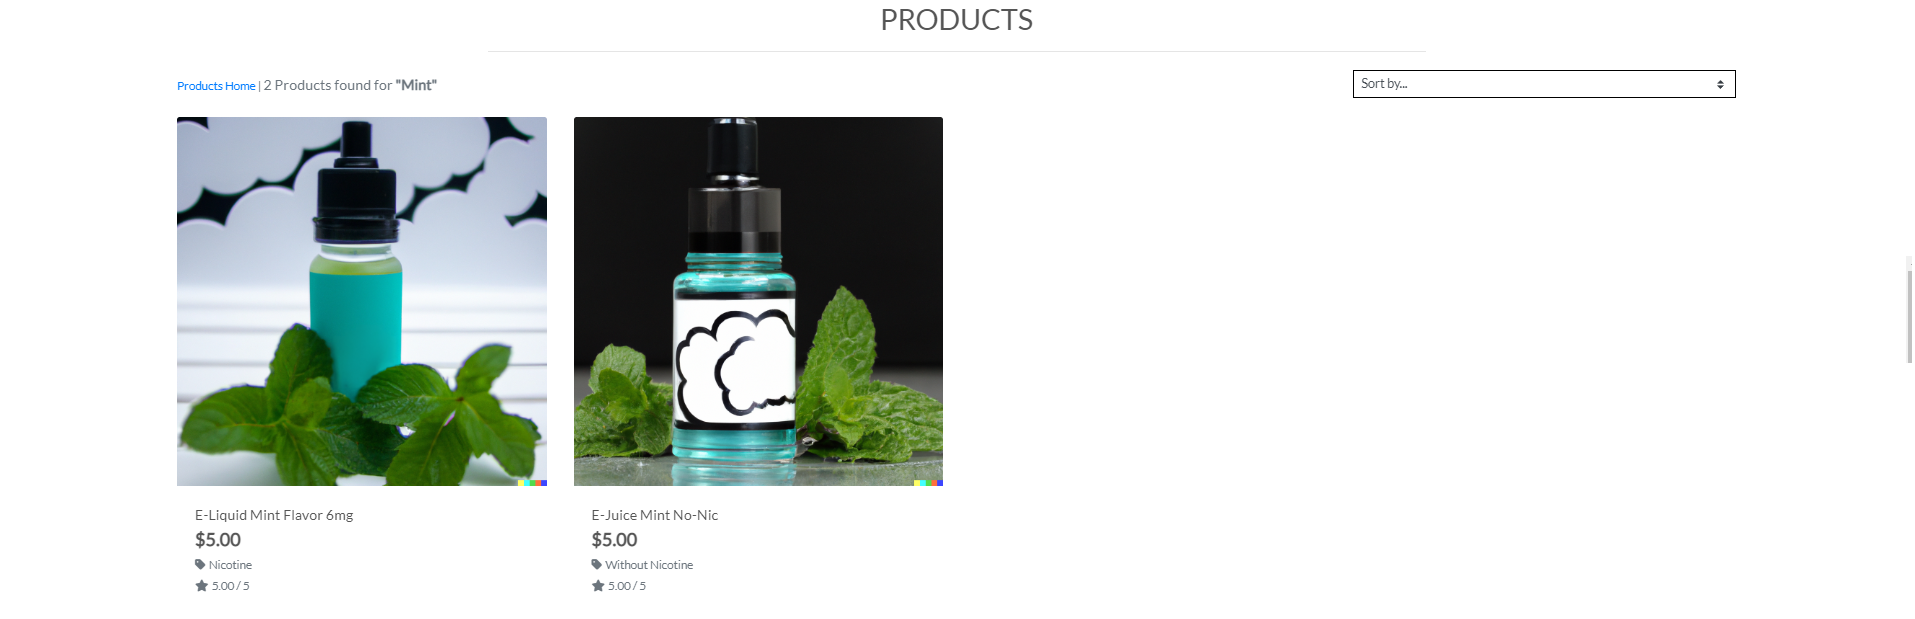 PRODUCTS
Products Home | 2 Products found for "Mint"
Sort by...
E-Liquid Mint Flavor 6mg
$5.00
Nicotine
5.00 / 5
E-Juice Mint No-Nic
$5.00
Without Nicotine
5.00 / 5